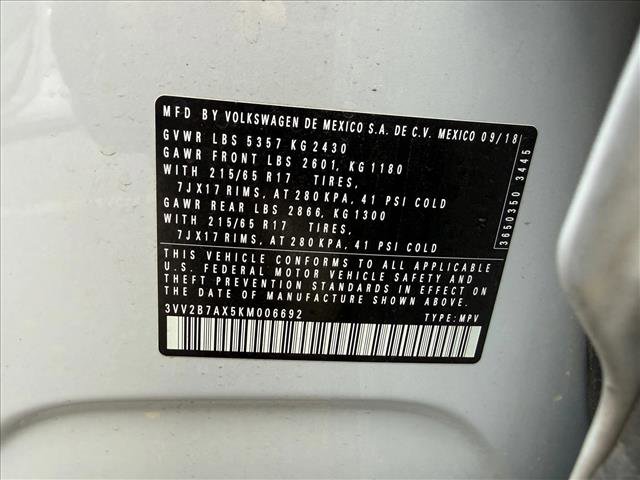 MFD BY VOLKSWAGEN DE MEXICO S.A. DE C.V. MEXICO 09/18
GVWR LBS 5357 KG 2430
GAWR FRONT LBS 2601, KG 1180
WITH 215/65 R17 TIRES,
7JX17 RIMS, AT 280 KPA, 41 PSI COLD
GAWR REAR LBS 2866, KG 1300
WITH 215/65 R17 TIRES,
7JX17 RIMS, AT 280 KPA, 41 PSI COLD
THIS VEHICLE CONFORMS TO ALL APPLICABLE
U.S. FEDERAL MOTOR VEHICLE SAFETY AND
THEFT PREVENTION STANDARDS IN EFFECT ON
THE DATE OF MANUFACTURE SHOWN ABOVE
3VV2B7AX5KM006692 TYPE: MPV
3650350 3445